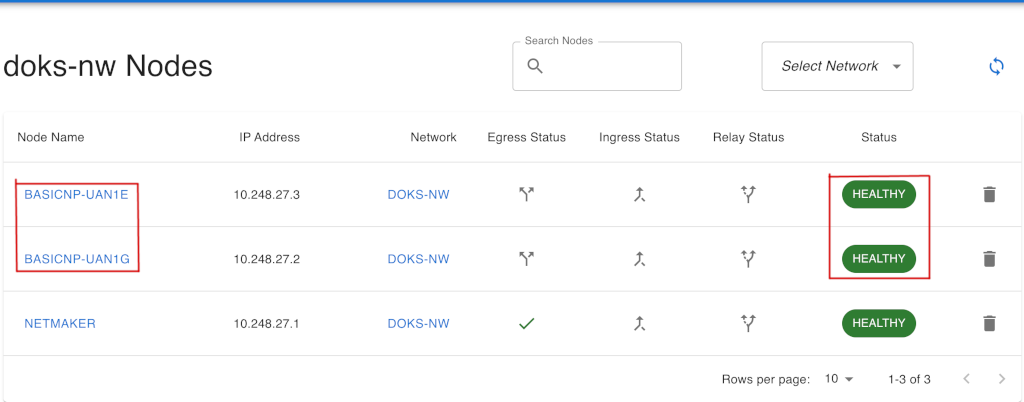 Search Nodes
doks-nw Nodes
Select Network
Node Name IP Address Network Egress Status Ingress Status Relay Status Status
BASICNP-UAN1E 10.248.27.3 DOKS-NW HEALTHY
BASICNP-UAN1G 10.248.27.2 DOKS-NW HEALTHY
NETMAKER 10.248.27.1 DOKS-NW HEALTHY
Rows per page: 10 1-3 of 3